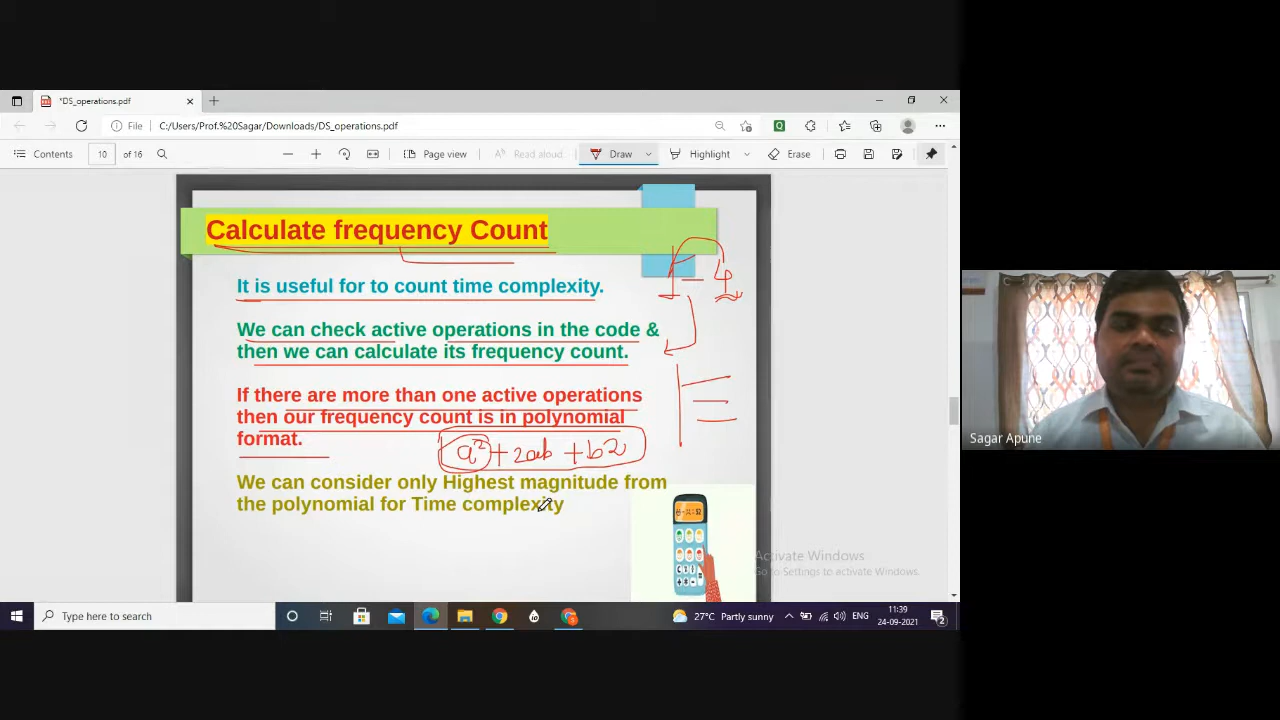 *DS_operations.pdf
File
C:/Users/Prof.%20Sagar/Downloads/DS_operations.pdf
Contents
10 of 16
Page view
Read aloud
Draw
Highlight
Erase
Calculate frequency Count
It is useful for to count time complexity.
We can check active operations in the code &
then we can calculate its frequency count.
If there are more than one active operations
then our frequency count is in polynomial
format.
a² + 2ab + b2
We can consider only Highest magnitude from
the polynomial for Time complexity
Activate Windows
Go to Settings to activate Windows.
Sagar Apune
Type here to search
27°C Partly sunny
ENG
11:39
24-09-2021
2